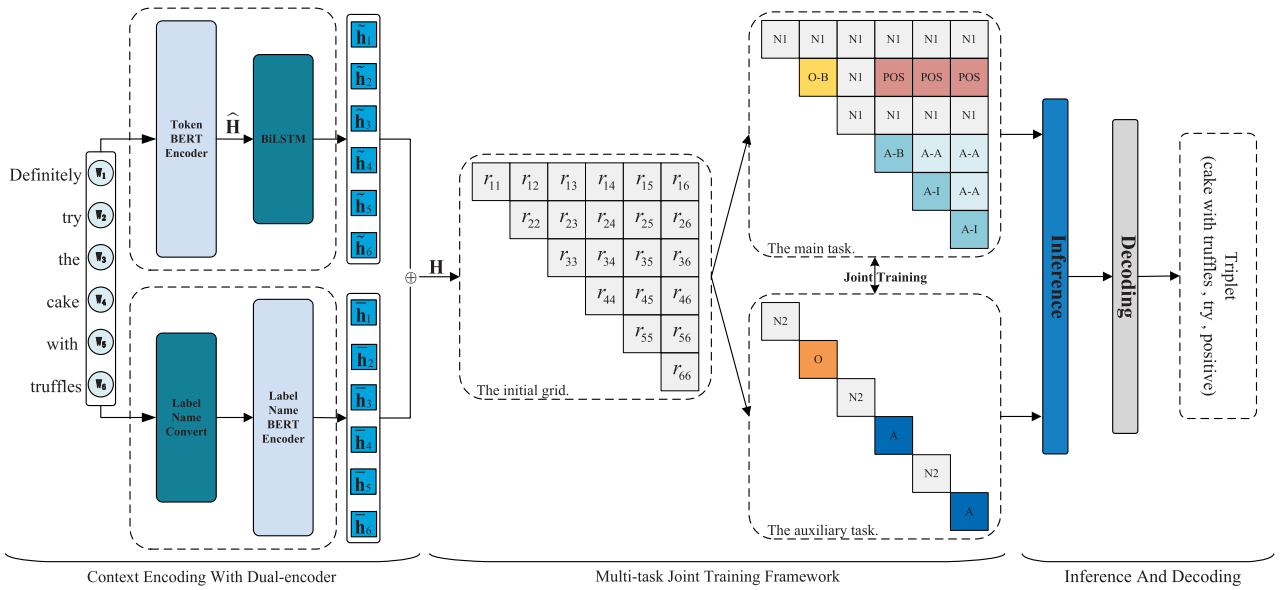 Definitely
try
the
cake
with
truffles
W₁
W₂
W₃
W₄
W₅
W₆
Token
BERT
Encoder
Ĥ
BiLSTM
h̃₁
h̃₂
h̃₃
h̃₄
h̃₅
h̃₆
Label
Name
Convert
Label
Name
BERT
Encoder
h̄₁
h̄₂
h̄₃
h̄₄
h̄₅
h̄₆
⊕
H
r₁₁ r₁₂ r₁₃ r₁₄ r₁₅ r₁₆
r₂₂ r₂₃ r₂₄ r₂₅ r₂₆
r₃₃ r₃₄ r₃₅ r₃₆
r₄₄ r₄₅ r₄₆
r₅₅ r₅₆
r₆₆
The initial grid.
N1 N1 N1 N1 N1 N1
O-B N1 POS POS POS
N1 N1 N1 N1
A-B A-A A-A
A-I A-A
A-I
The main task.
Joint Training
N2
O
N2
A
N2
A
The auxiliary task.
Inference
Decoding
Triplet
(cake with truffles , try , positive)
Context Encoding With Dual-encoder
Multi-task Joint Training Framework
Inference And Decoding